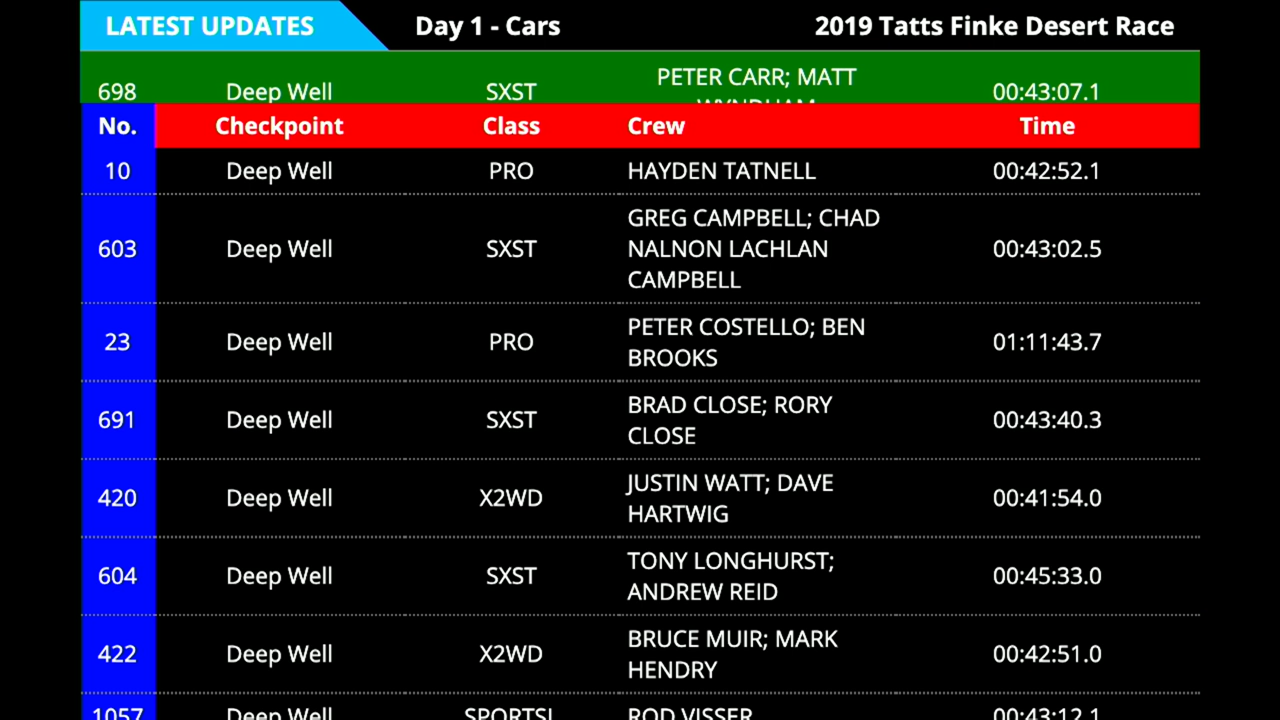 LATEST UPDATES Day 1 - Cars 2019 Tatts Finke Desert Race
698 Deep Well SXST PETER CARR; MATT 00:43:07.1
WYNDHAM
No. Checkpoint Class Crew Time
10 Deep Well PRO HAYDEN TATNELL 00:42:52.1
GREG CAMPBELL; CHAD
603 Deep Well SXST NALNON LACHLAN 00:43:02.5
CAMPBELL
23 Deep Well PRO PETER COSTELLO; BEN 01:11:43.7
BROOKS
691 Deep Well SXST BRAD CLOSE; RORY 00:43:40.3
CLOSE
420 Deep Well X2WD JUSTIN WATT; DAVE 00:41:54.0
HARTWIG
604 Deep Well SXST TONY LONGHURST; 00:45:33.0
ANDREW REID
422 Deep Well X2WD BRUCE MUIR; MARK 00:42:51.0
HENDRY
1057 Deep Well SPORTSL ROD VISSER 00:43:12.1